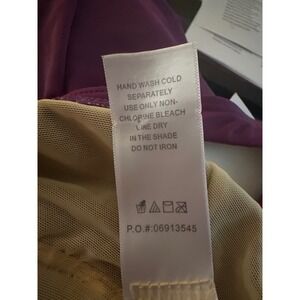 HAND WASH COLD
SEPARATELY
USE ONLY NON-
CHLORINE BLEACH
LINE DRY
IN THE SHADE
DO NOT IRON
P.O.#:06913545